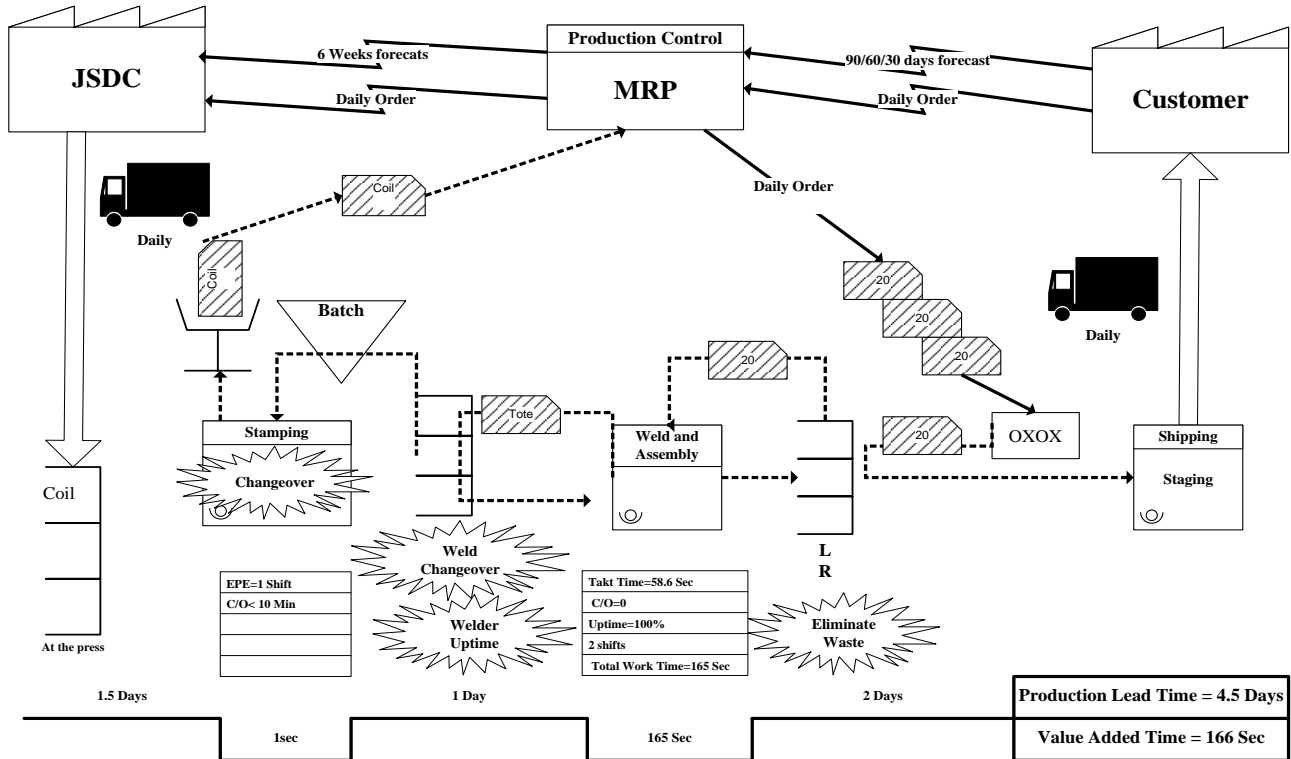 JSDC
6 Weeks forecats
Daily Order
Production Control
MRP
90/60/30 days forecast
Daily Order
Customer
Daily
Coil
Coil
Daily Order
20
20
20
Daily
Batch
20
Tote
20
OXOX
Stamping
Changeover
Weld and
Assembly
Shipping
Staging
Coil
At the press
L
R
Weld
Changeover
Welder
Uptime
Eliminate
Waste
EPE=1 Shift
C/O< 10 Min
Takt Time=58.6 Sec
C/O=0
Uptime=100%
2 shifts
Total Work Time=165 Sec
1.5 Days
1 Day
2 Days
Production Lead Time = 4.5 Days
1sec
165 Sec
Value Added Time = 166 Sec